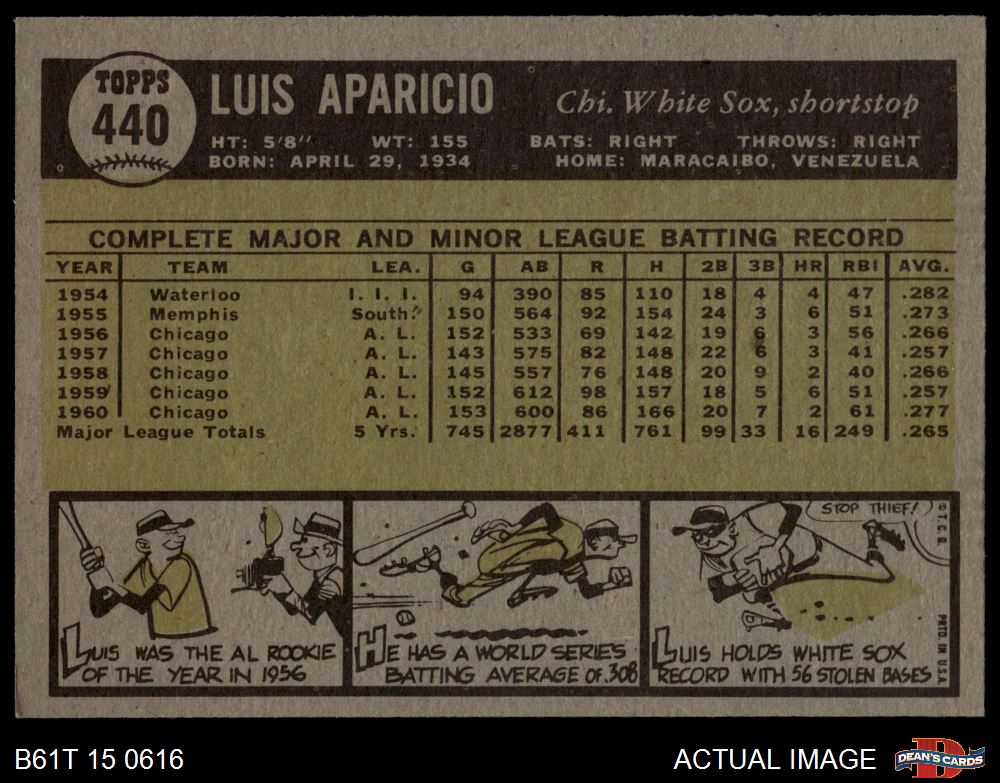 TOPPS
440
LUIS APARICIO
Chi. White Sox, shortstop
HT: 5'8" WT: 155 BATS: RIGHT THROWS: RIGHT
BORN: APRIL 29, 1934 HOME: MARACAIBO, VENEZUELA
COMPLETE MAJOR AND MINOR LEAGUE BATTING RECORD
YEAR TEAM LEA. G AB R H 2B 3B HR RBI AVG.
1954 Waterloo I. I. I. 94 390 85 110 18 4 4 47 .282
1955 Memphis South. 150 564 92 154 24 3 6 51 .273
1956 Chicago A. L. 152 533 69 142 19 6 3 56 .266
1957 Chicago A. L. 143 575 82 148 22 6 3 41 .257
1958 Chicago A. L. 145 557 76 148 20 9 2 40 .266
1959 Chicago A. L. 152 612 98 157 18 5 6 51 .257
1960 Chicago A. L. 153 600 86 166 20 7 2 61 .277
Major League Totals 5 Yrs. 745 2877 411 761 99 33 16 249 .265
LUIS WAS THE AL ROOKIE
OF THE YEAR IN 1956
HE HAS A WORLD SERIES
BATTING AVERAGE OF .308
STOP THIEF!
LUIS HOLDS WHITE SOX
RECORD WITH 56 STOLEN BASES
© T.C.G.
PRTD. IN U.S.A.
B61T 15 0616
ACTUAL IMAGE
DEAN'S CARDS